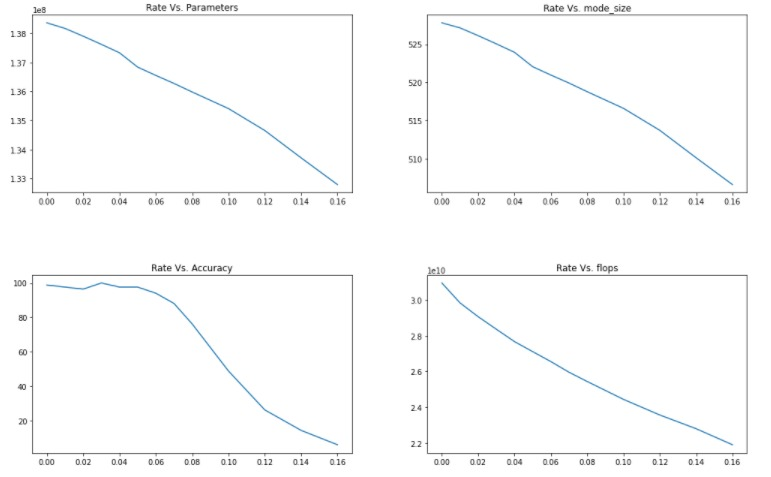 Rate Vs. Parameters
1e8
1.38
1.37
1.36
1.35
1.34
1.33
0.00 0.02 0.04 0.06 0.08 0.10 0.12 0.14 0.16
Rate Vs. mode_size
525
520
515
510
0.00 0.02 0.04 0.06 0.08 0.10 0.12 0.14 0.16
Rate Vs. Accuracy
100
80
60
40
20
0.00 0.02 0.04 0.06 0.08 0.10 0.12 0.14 0.16
Rate Vs. flops
1e10
3.0
2.8
2.6
2.4
2.2
0.00 0.02 0.04 0.06 0.08 0.10 0.12 0.14 0.16